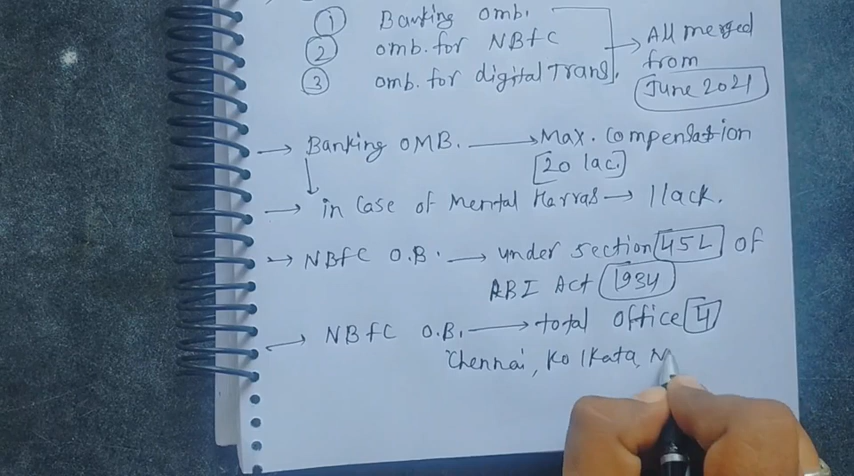 ① Banking omb.
② omb. for NBFC
③ omb. for digital Trans.
→ All merged
from
June 2021
→ Banking OMB. → Max. Compensation
20 lac.
→ in Case of Mental Harras → 1 lack.
→ NBFC O.B. → under section 45L of
RBI Act 1934
→ NBFC O.B. → total office 4
Chennai, Kolkata, N